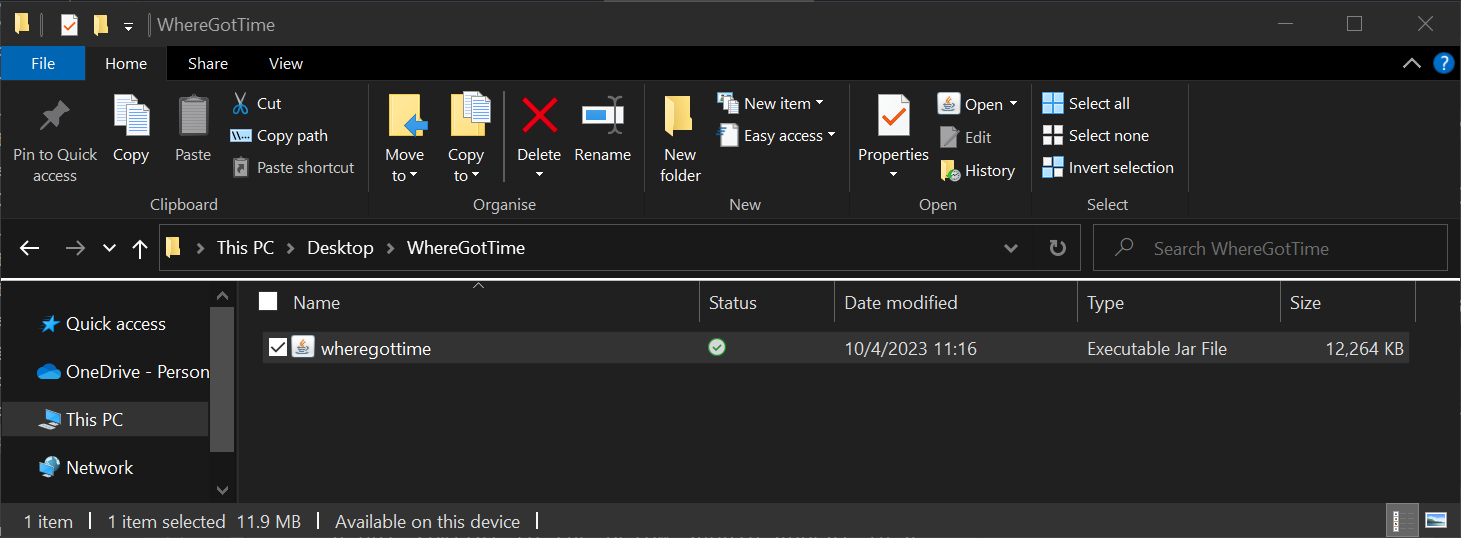 WhereGotTime
File Home Share View
Pin to Quick access
Copy
Paste
Cut
Copy path
Paste shortcut
Clipboard
Move to
Copy to
Delete
Rename
Organise
New folder
New item
Easy access
New
Properties
Open
Edit
History
Open
Select all
Select none
Invert selection
Select
This PC > Desktop > WhereGotTime
Search WhereGotTime
Quick access
OneDrive - Person
This PC
Network
Name Status Date modified Type Size
wheregottime 10/4/2023 11:16 Executable Jar File 12,264 KB
1 item 1 item selected 11.9 MB Available on this device